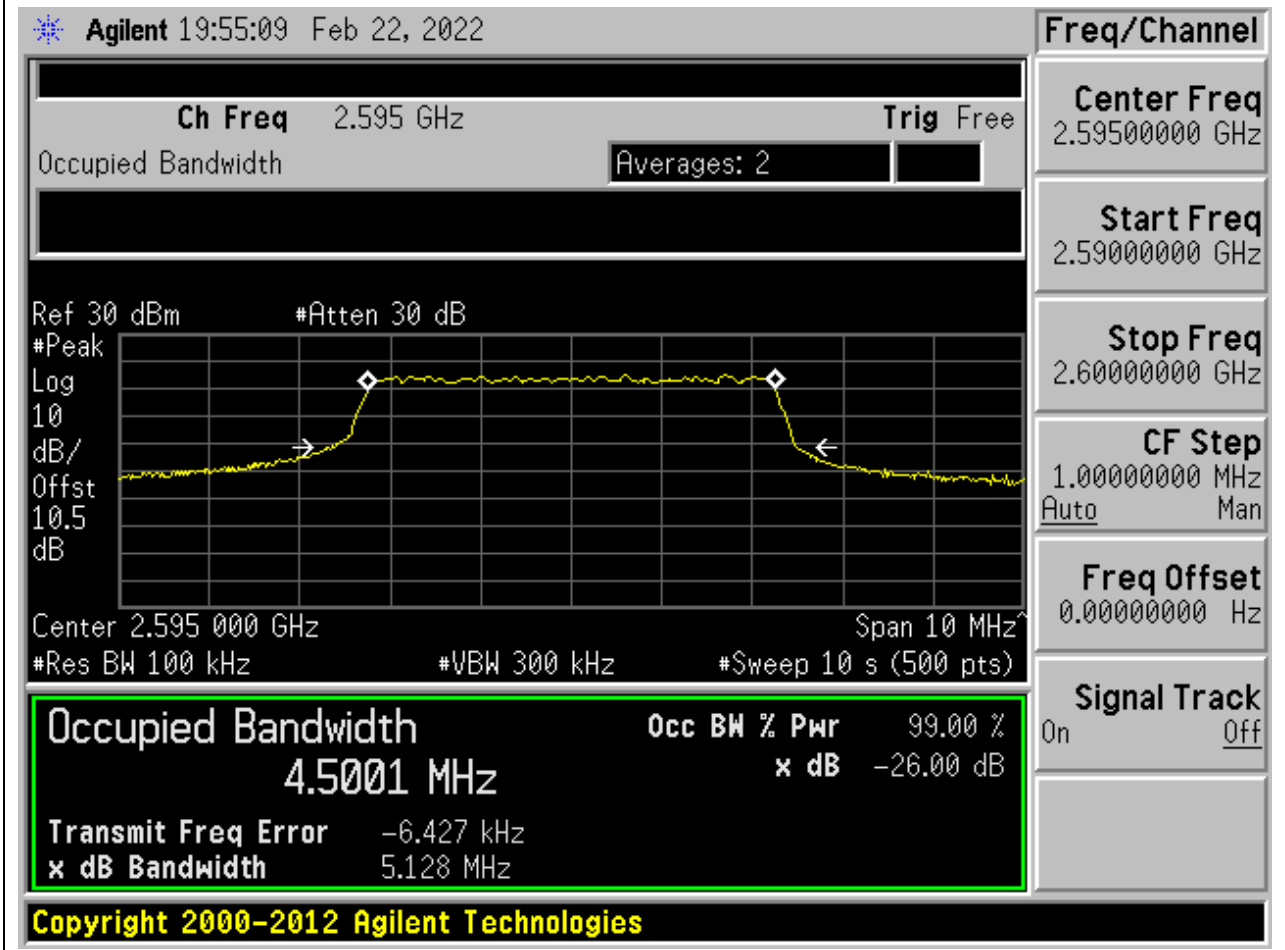 Agilent 19:55:09 Feb 22, 2022
Freq/Channel
Ch Freq 2.595 GHz Trig Free
Occupied Bandwidth Averages: 2
Center Freq
2.59500000 GHz
Start Freq
2.59000000 GHz
Stop Freq
2.60000000 GHz
CF Step
1.00000000 MHz
Auto Man
Freq Offset
0.00000000 Hz
Signal Track
On Off
Ref 30 dBm #Atten 30 dB
#Peak
Log
10
dB/
Offst
10.5
dB
Center 2.595 000 GHz Span 10 MHz^
#Res BW 100 kHz #VBW 300 kHz #Sweep 10 s (500 pts)
Occupied Bandwidth Occ BW % Pwr 99.00 %
4.5001 MHz x dB -26.00 dB
Transmit Freq Error -6.427 kHz
x dB Bandwidth 5.128 MHz
Copyright 2000-2012 Agilent Technologies